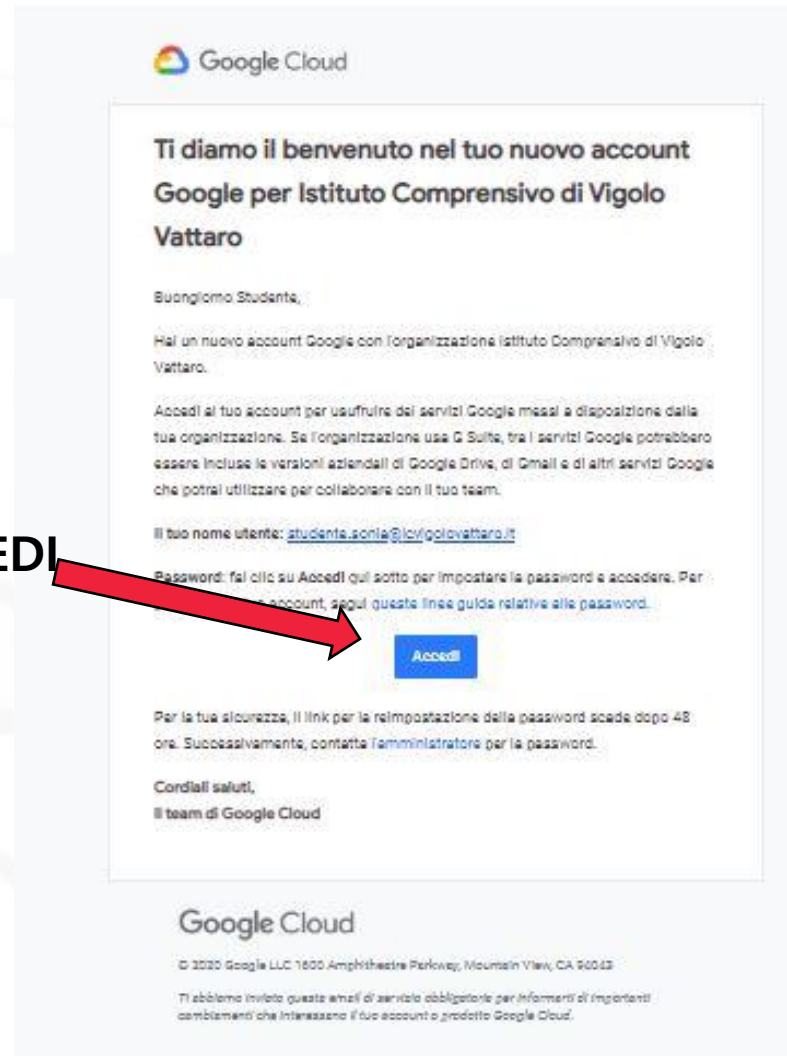 Google Cloud
Ti diamo il benvenuto nel tuo nuovo account
Google per Istituto Comprensivo di Vigolo
Vattaro
Buongiorno Studente,
Hai un nuovo account Google con l'organizzazione Istituto Comprensivo di Vigolo
Vattaro.
Accedi al tuo account per usufruire dei servizi Google messi a disposizione dalla
tua organizzazione. Se l'organizzazione usa G Suite, tra i servizi Google potrebbero
essere incluse le versioni aziendali di Google Drive, di Gmail e di altri servizi Google
che potrai utilizzare per collaborare con il tuo team.
Il tuo nome utente: studente.sonia@icvigolovattaro.it
EDI
Password: fai clic su Accedi qui sotto per impostare la password e accedere. Per
account, segui queste linee guida relative alle password.
Accedi
Per la tua sicurezza, il link per la reimpostazione della password scade dopo 48
ore. Successivamente, contatta l'amministratore per la password.
Cordiali saluti,
Il team di Google Cloud
Google Cloud
© 2020 Google LLC 1600 Amphitheatre Parkway, Mountain View, CA 94043
Ti abbiamo inviato questa email di servizio obbligatoria per informarti di importanti
cambiamenti che interessano il tuo account o prodotto Google Cloud.